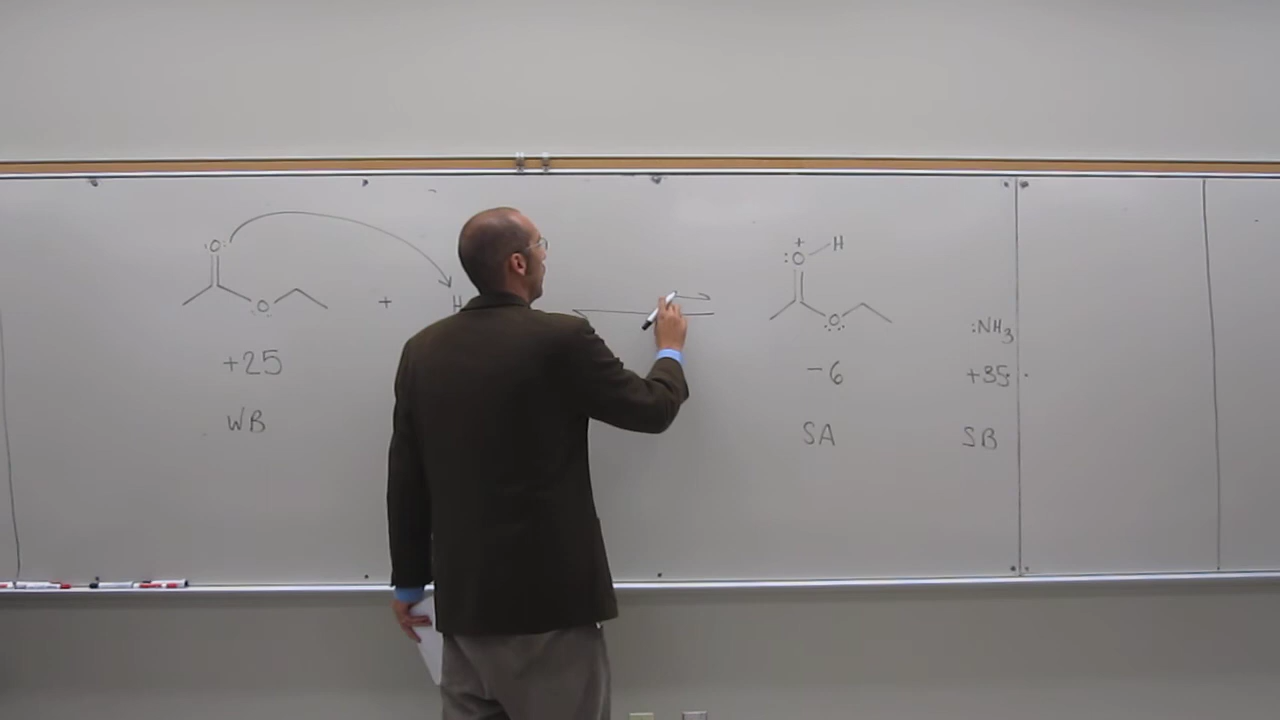 :O:
+
H
+25
WB
+
:O-H
:O:
-6
SA
:NH3
+35
SB